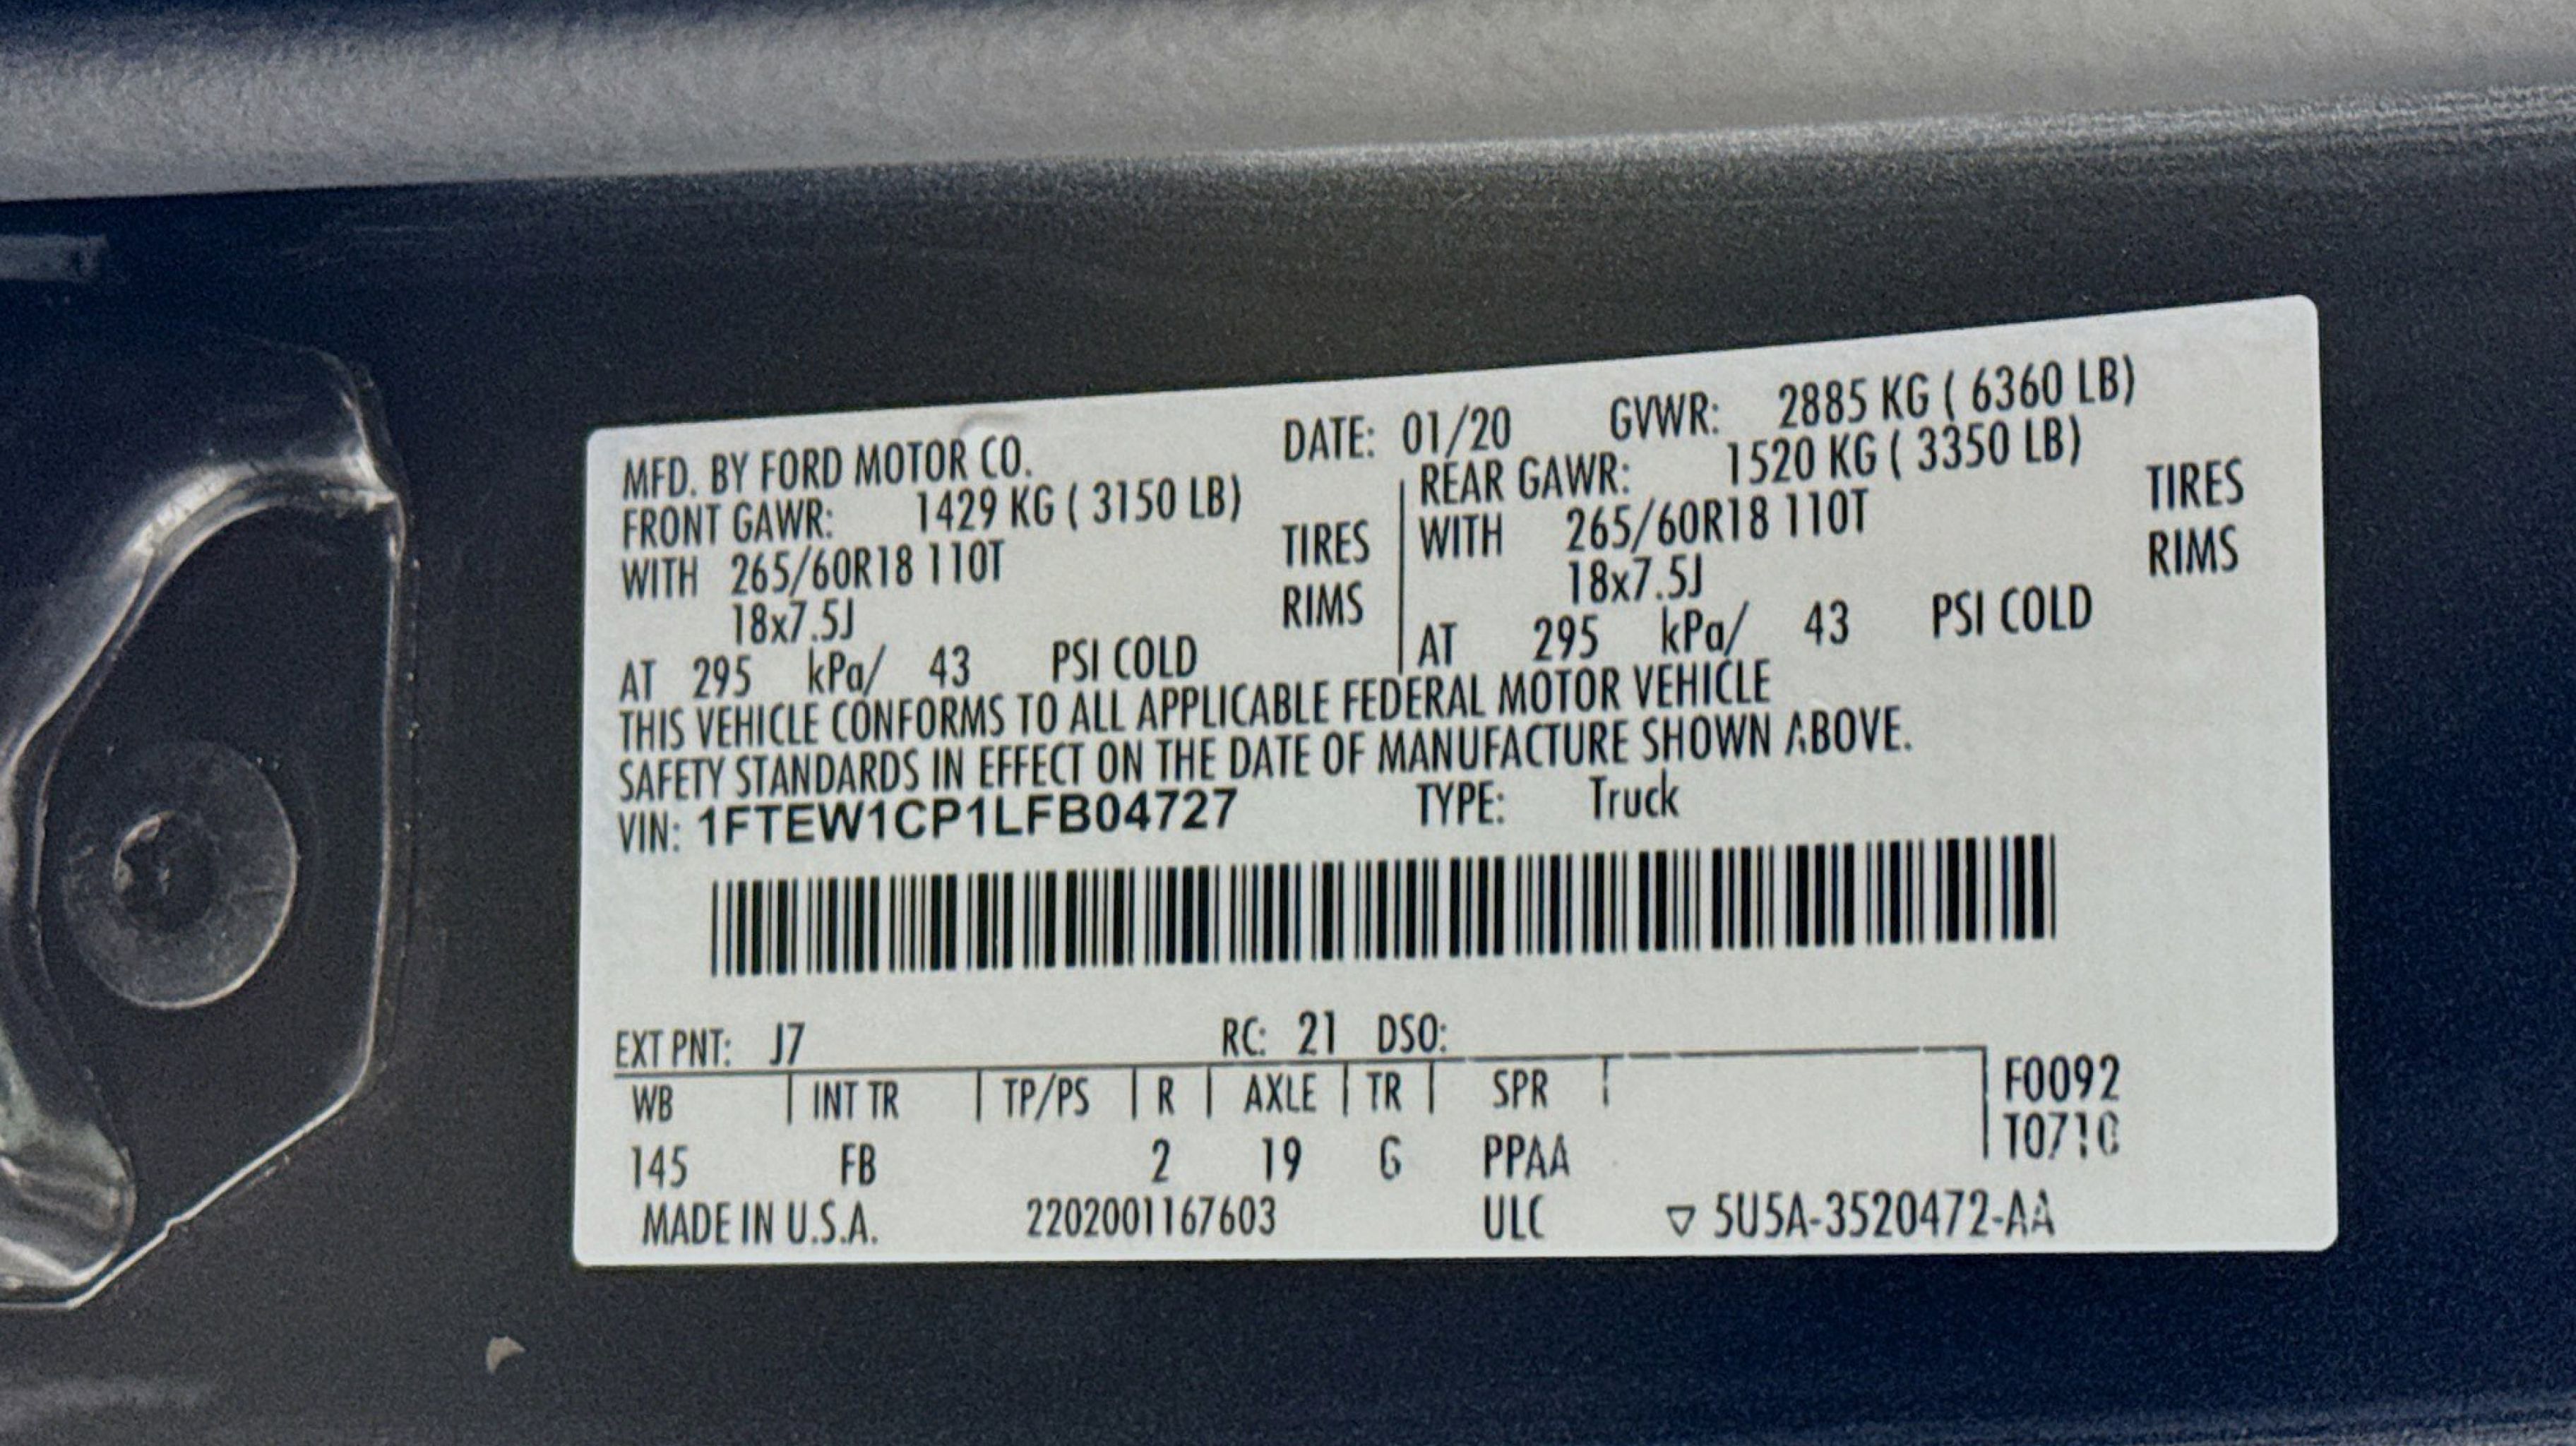 MFD. BY FORD MOTOR CO. DATE: 01/20 GVWR: 2885 KG ( 6360 LB)
FRONT GAWR: 1429 KG ( 3150 LB) REAR GAWR: 1520 KG ( 3350 LB)
WITH 265/60R18 110T TIRES WITH 265/60R18 110T TIRES
18x7.5J RIMS 18x7.5J RIMS
AT 295 kPa/ 43 PSI COLD AT 295 kPa/ 43 PSI COLD
THIS VEHICLE CONFORMS TO ALL APPLICABLE FEDERAL MOTOR VEHICLE
SAFETY STANDARDS IN EFFECT ON THE DATE OF MANUFACTURE SHOWN ABOVE.
VIN: 1FTEW1CP1LFB04727 TYPE: Truck
EXT PNT: J7 RC: 21 DSO:
WB INT TR TP/PS R AXLE TR SPR F0092
145 FB 2 19 G PPAA
MADE IN U.S.A. 2202001167603 ULC ▽ 5U5A-3520472-AA